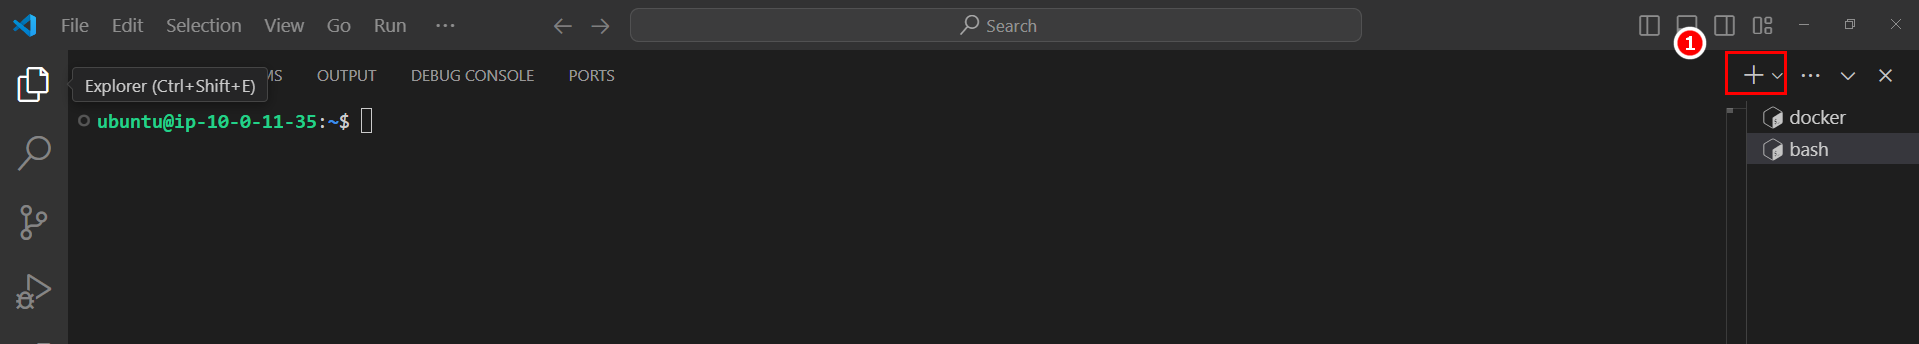 File Edit Selection View Go Run ··· Search
1
Explorer (Ctrl+Shift+E) MS OUTPUT DEBUG CONSOLE PORTS
ubuntu@ip-10-0-11-35:~$
docker
bash